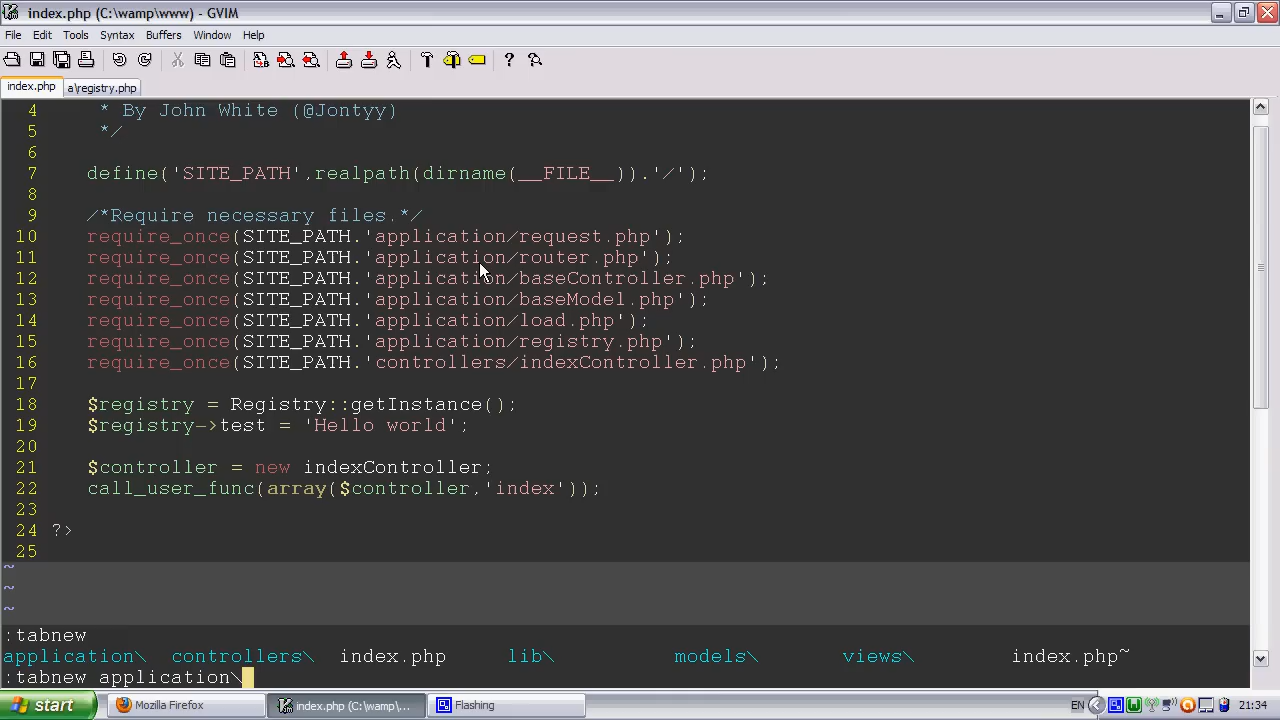 index.php (C:\wamp\www) - GVIM
File Edit Tools Syntax Buffers Window Help
index.php a\registry.php
4 * By John White (@Jontyy)
5 */
6
7 define('SITE_PATH',realpath(dirname(__FILE__)).'/');
8
9 /*Require necessary files.*/
10 require_once(SITE_PATH.'application/request.php');
11 require_once(SITE_PATH.'application/router.php');
12 require_once(SITE_PATH.'application/baseController.php');
13 require_once(SITE_PATH.'application/baseModel.php');
14 require_once(SITE_PATH.'application/load.php');
15 require_once(SITE_PATH.'application/registry.php');
16 require_once(SITE_PATH.'controllers/indexController.php');
17
18 $registry = Registry::getInstance();
19 $registry->test = 'Hello world';
20
21 $controller = new indexController;
22 call_user_func(array($controller,'index'));
23
24 ?>
25
~
~
~
:tabnew
application\ controllers\ index.php lib\ models\ views\ index.php~
:tabnew application\
start Mozilla Firefox index.php (C:\wamp\... Flashing EN 21:34